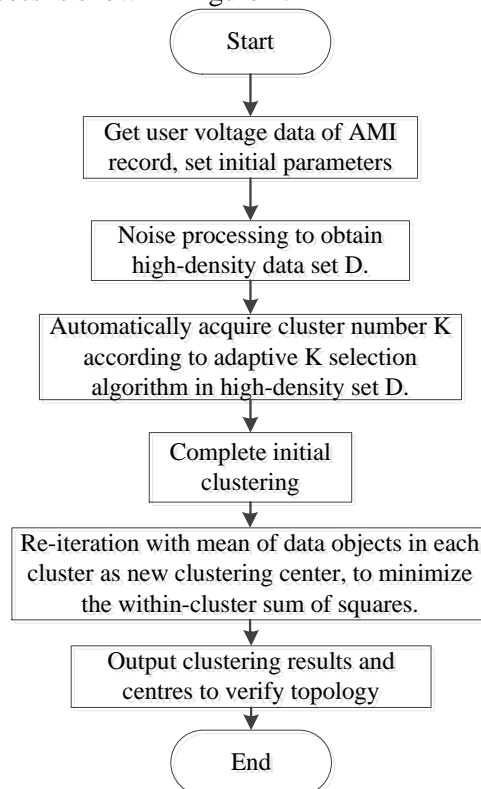 Start
Get user voltage data of AMI
record, set initial parameters
Noise processing to obtain
high-density data set D.
Automatically acquire cluster number K
according to adaptive K selection
algorithm in high-density set D.
Complete initial
clustering
Re-iteration with mean of data objects in each
cluster as new clustering center, to minimize
the within-cluster sum of squares.
Output clustering results and
centres to verify topology
End